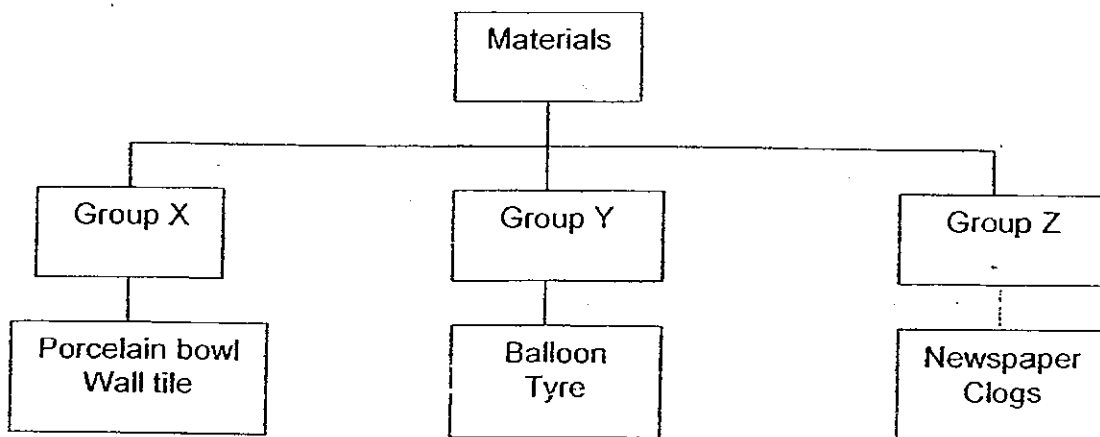 Materials
Group X
Group Y
Group Z
Porcelain bowl
Wall tile
Balloon
Tyre
Newspaper
Clogs